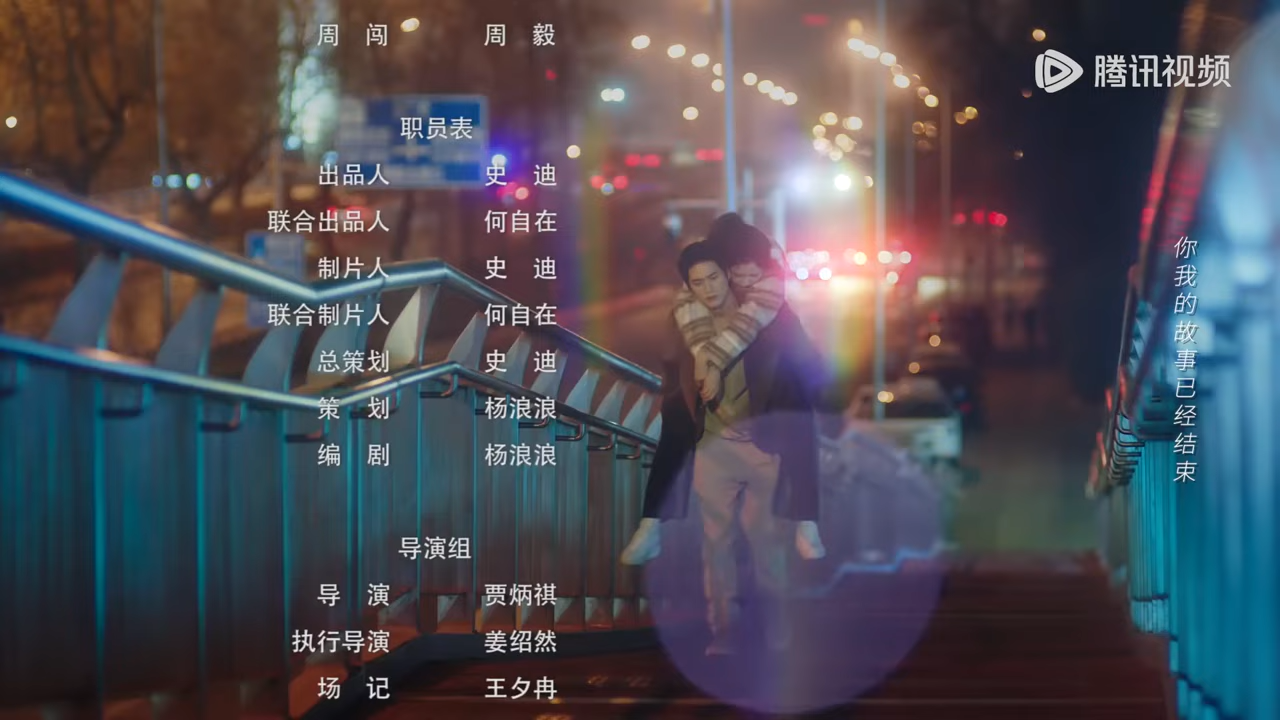 周 闯 周 毅
腾讯视频
职员表
出品人 史 迪
联合出品人 何自在
制片人 史 迪
联合制片人 何自在
总策划 史 迪
策 划 杨浪浪
编 剧 杨浪浪
导演组
导 演 贾炳祺
执行导演 姜绍然
场 记 王夕冉
你我的故事已经结束